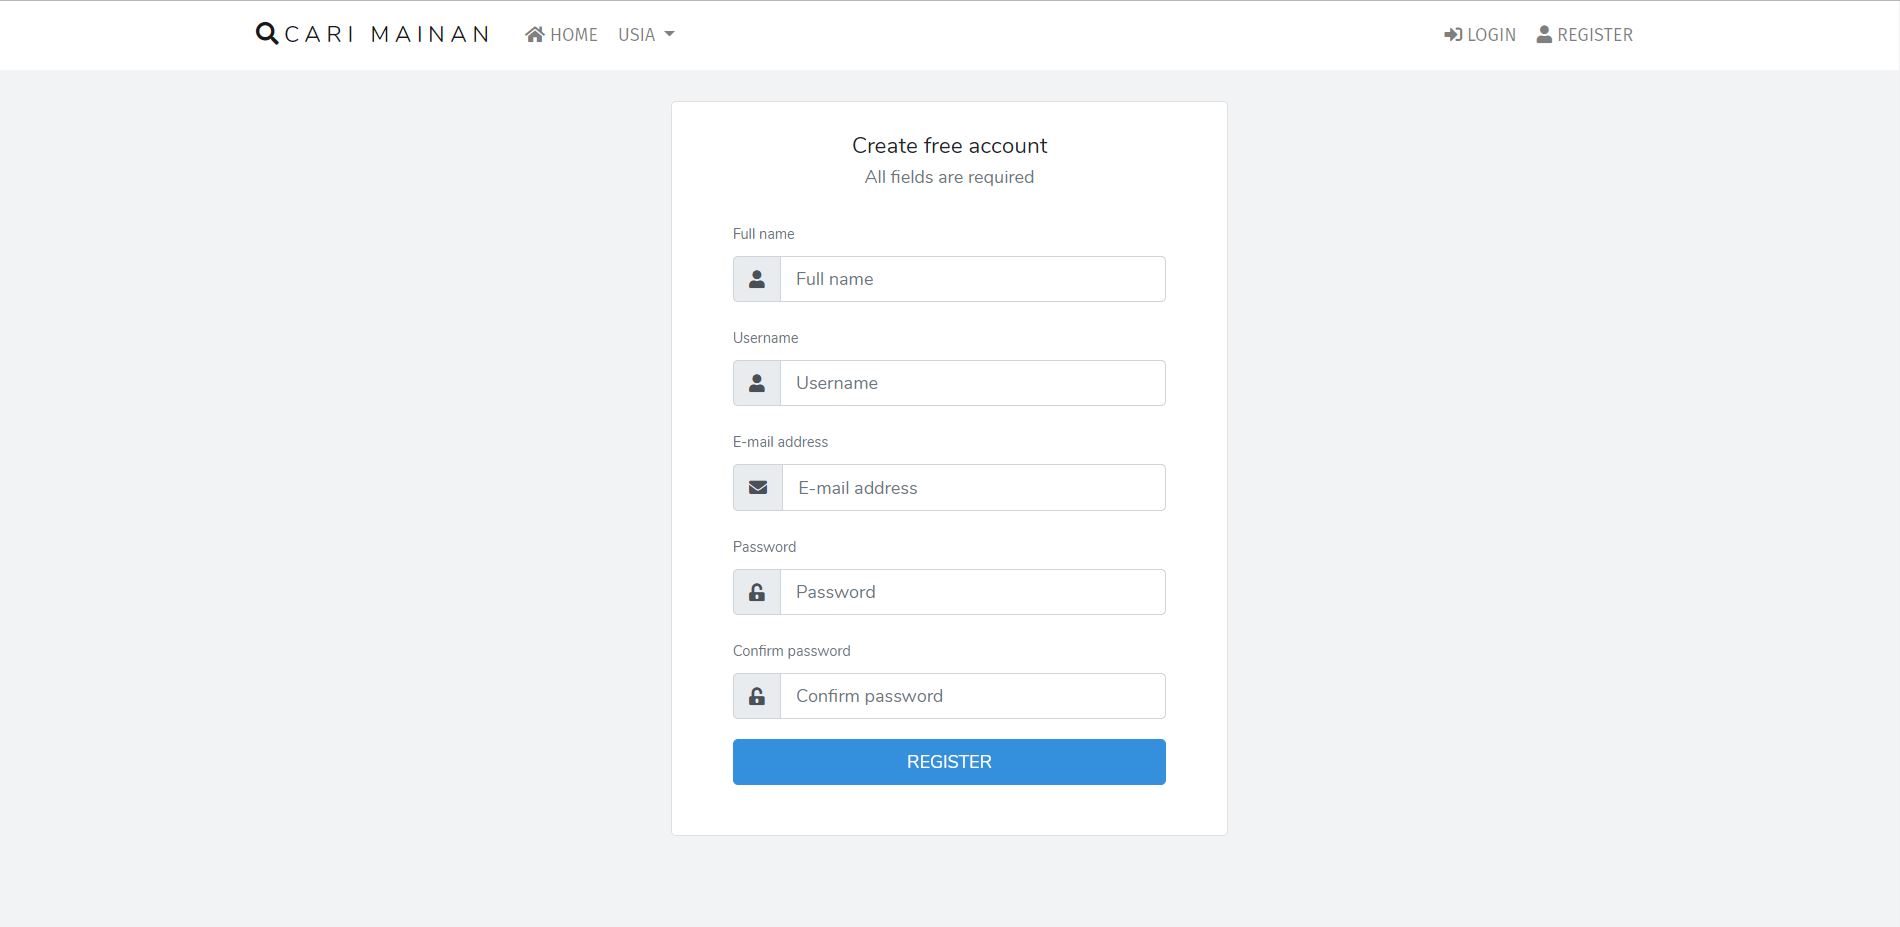 CARI MAINAN HOME USIA LOGIN REGISTER
Create free account
All fields are required
Full name
Full name
Username
Username
E-mail address
E-mail address
Password
Password
Confirm password
Confirm password
REGISTER